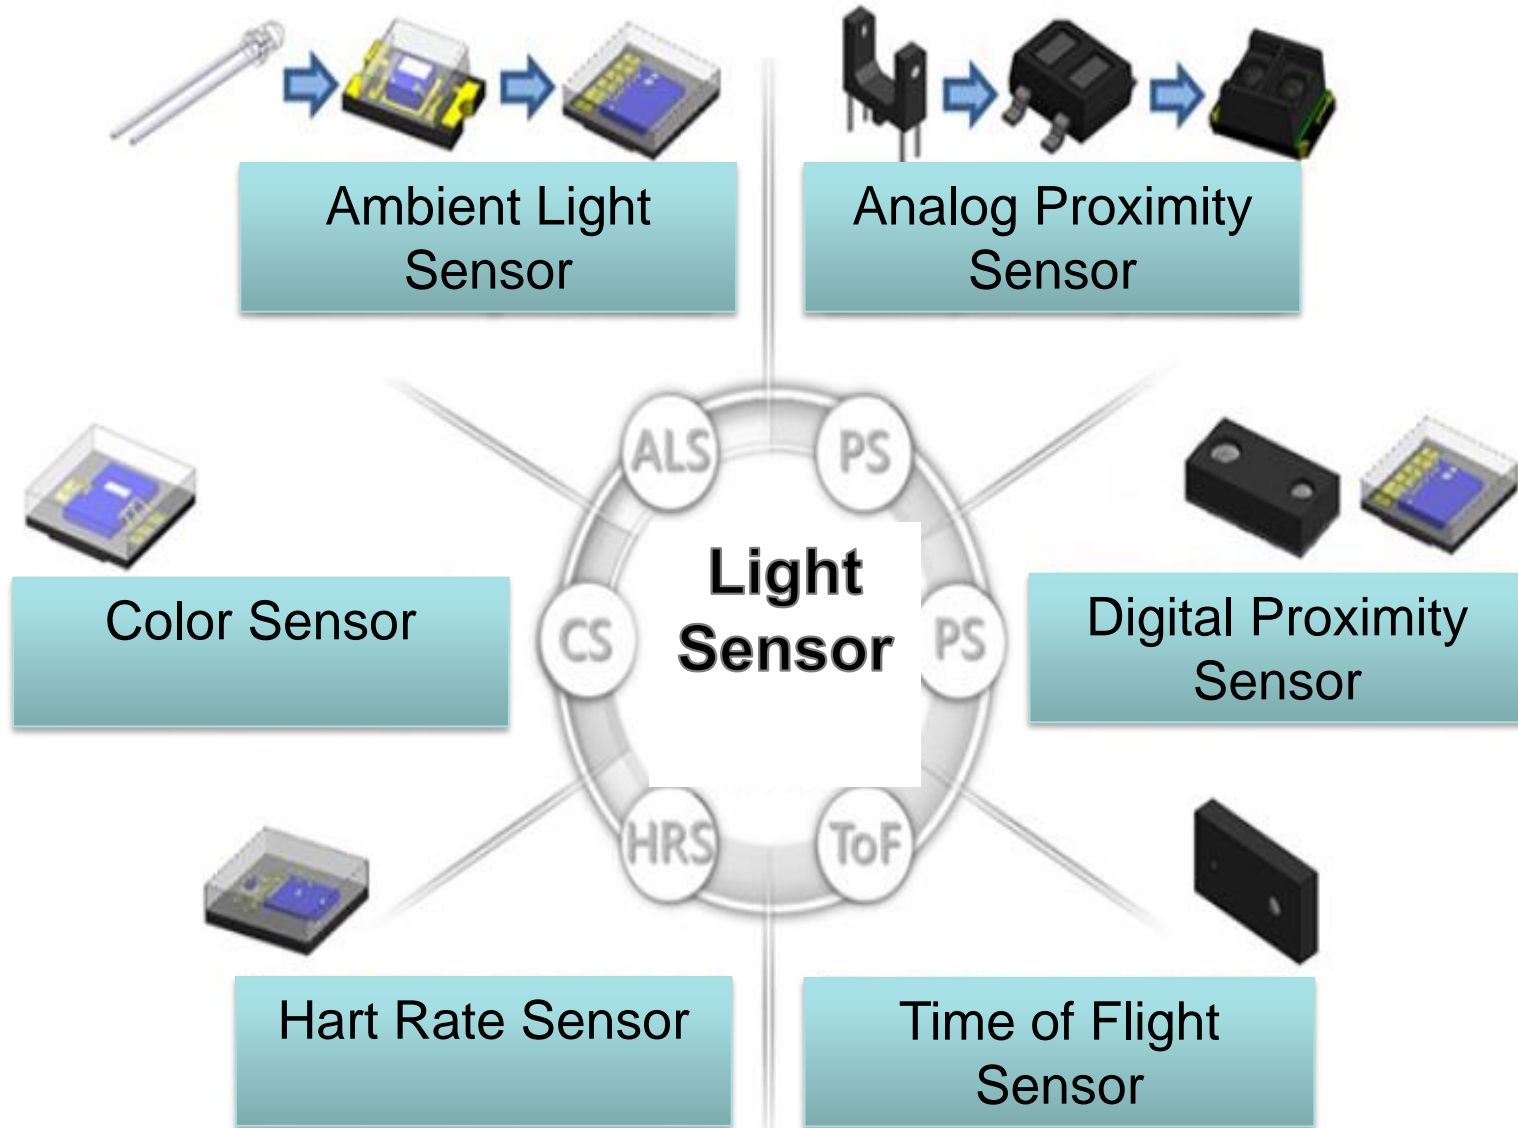 Ambient Light
Sensor
Analog Proximity
Sensor
ALS
PS
Color Sensor
CS
Light
Sensor
PS
Digital Proximity
Sensor
HRS
ToF
Hart Rate Sensor
Time of Flight
Sensor